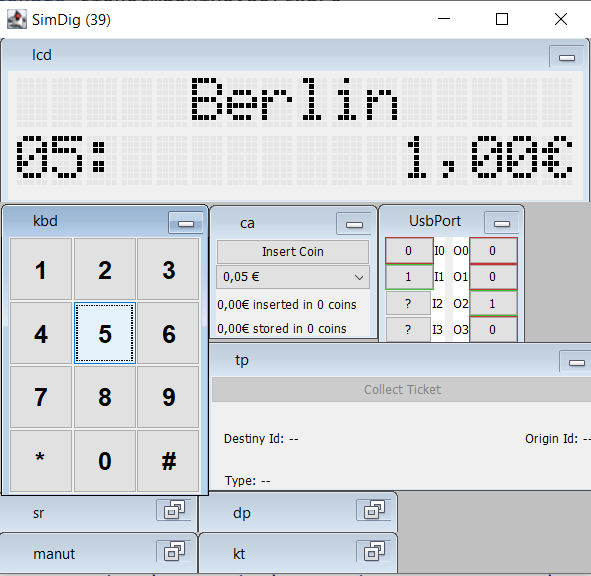 SimDig (39)
lcd
Berlin
05: 1,00€
kbd
1 2 3
4 5 6
7 8 9
* 0 #
ca
Insert Coin
0,05 €
0,00€ inserted in 0 coins
0,00€ stored in 0 coins
UsbPort
0 I0 O0 0
1 I1 O1 0
? I2 O2 1
? I3 O3 0
tp
Collect Ticket
Destiny Id: -- Origin Id: --
Type: --
sr
dp
manut
kt